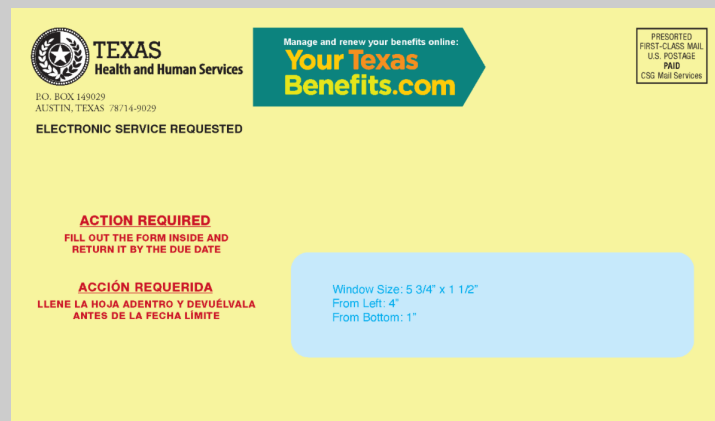 TEXAS
Health and Human Services
P.O. BOX 149029
AUSTIN, TEXAS 78714-9029
ELECTRONIC SERVICE REQUESTED
Manage and renew your benefits online:
Your Texas
Benefits.com
PRESORTED
FIRST-CLASS MAIL
U.S. POSTAGE
PAID
CSG Mail Services
ACTION REQUIRED
FILL OUT THE FORM INSIDE AND
RETURN IT BY THE DUE DATE
ACCIÓN REQUERIDA
LLENE LA HOJA ADENTRO Y DEVUÉLVALA
ANTES DE LA FECHA LÍMITE
Window Size: 5 3/4" x 1 1/2"
From Left: 4"
From Bottom: 1"